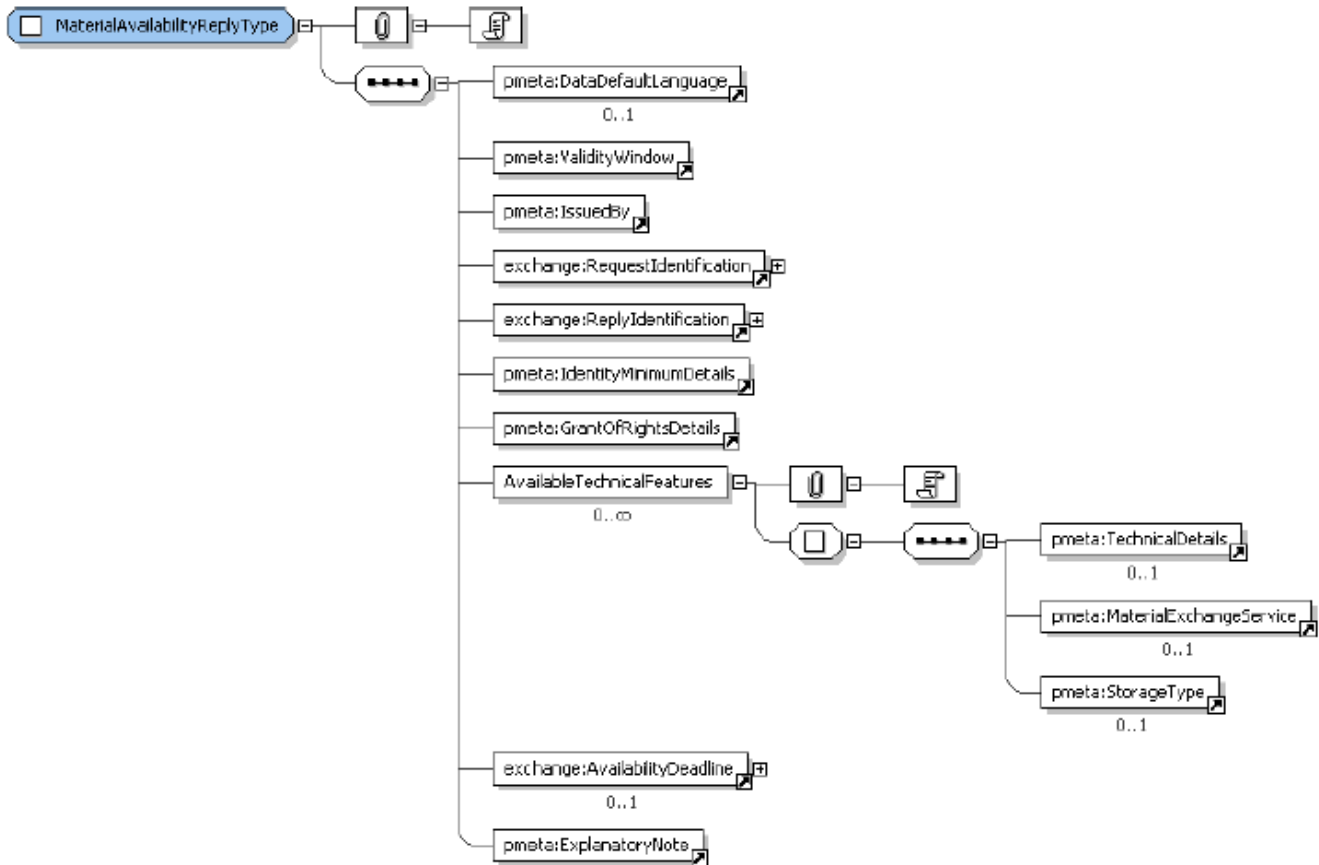 MaterialAvailabilityReplyType
pmeta:DataDefaultLanguage
0..1
pmeta:ValidityWindow
pmeta:IssuedBy
exchange:RequestIdentification
exchange:ReplyIdentification
pmeta:IdentityMinimumDetails
pmeta:GrantOfRightsDetails
AvailableTechnicalFeatures
0..∞
pmeta:TechnicalDetails
0..1
pmeta:MaterialExchangeService
0..1
pmeta:StorageType
0..1
exchange:AvailabilityDeadline
0..1
pmeta:ExplanatoryNote